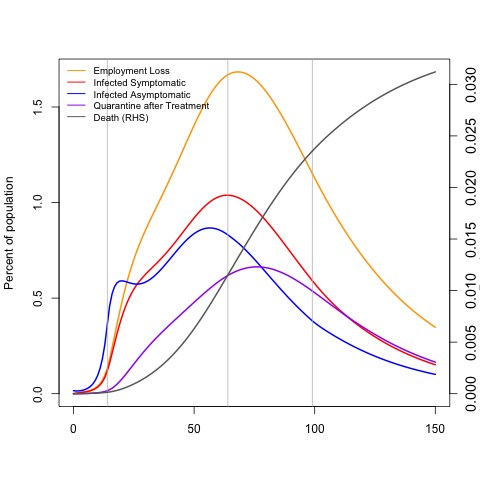 Employment Loss
Infected Symptomatic
Infected Asymptomatic
Quarantine after Treatment
Death (RHS)
Percent of population
0.0
0.5
1.0
1.5
0.000
0.005
0.010
0.015
0.020
0.025
0.030
0
50
100
150